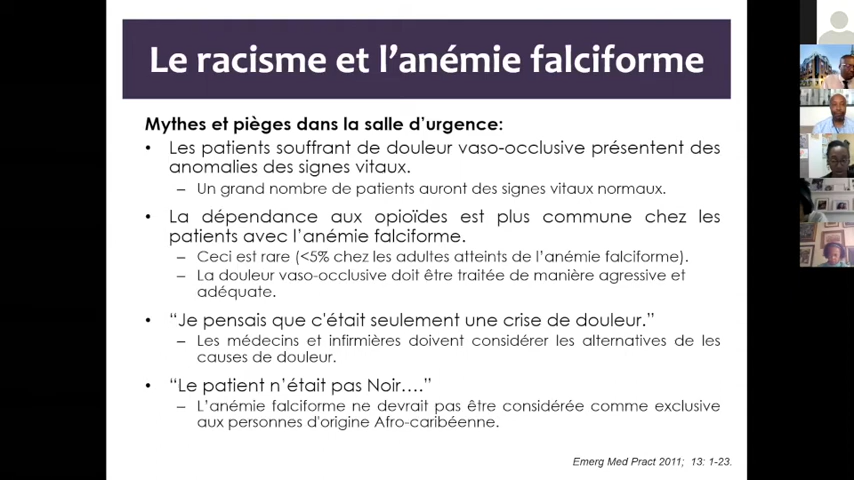 Le racisme et l’anémie falciforme
Mythes et pièges dans la salle d’urgence:
• Les patients souffrant de douleur vaso-occlusive présentent des
anomalies des signes vitaux.
– Un grand nombre de patients auront des signes vitaux normaux.
• La dépendance aux opioïdes est plus commune chez les
patients avec l’anémie falciforme.
– Ceci est rare (<5% chez les adultes atteints de l’anémie falciforme).
– La douleur vaso-occlusive doit être traitée de manière agressive et
adéquate.
• “Je pensais que c'était seulement une crise de douleur.”
– Les médecins et infirmières doivent considérer les alternatives de les
causes de douleur.
• “Le patient n’était pas Noir….”
– L’anémie falciforme ne devrait pas être considérée comme exclusive
aux personnes d'origine Afro-caribéenne.
Emerg Med Pract 2011; 13: 1-23.